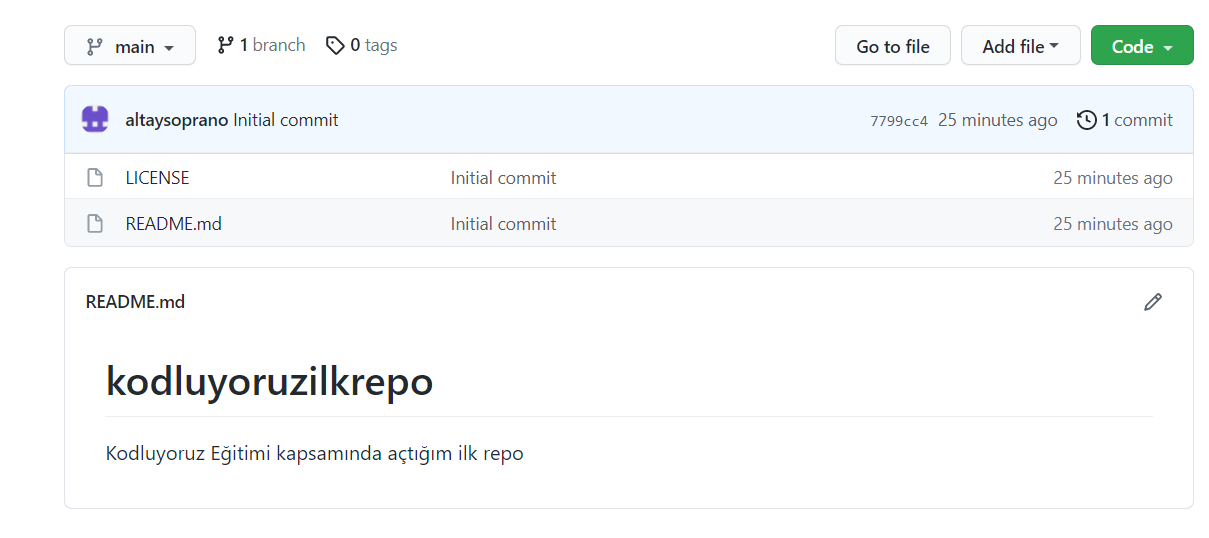 main 1 branch 0 tags Go to file Add file Code
altaysoprano Initial commit 7799cc4 25 minutes ago 1 commit
LICENSE Initial commit 25 minutes ago
README.md Initial commit 25 minutes ago
README.md
kodluyoruzilkrepo
Kodluyoruz Eğitimi kapsamında açtığım ilk repo